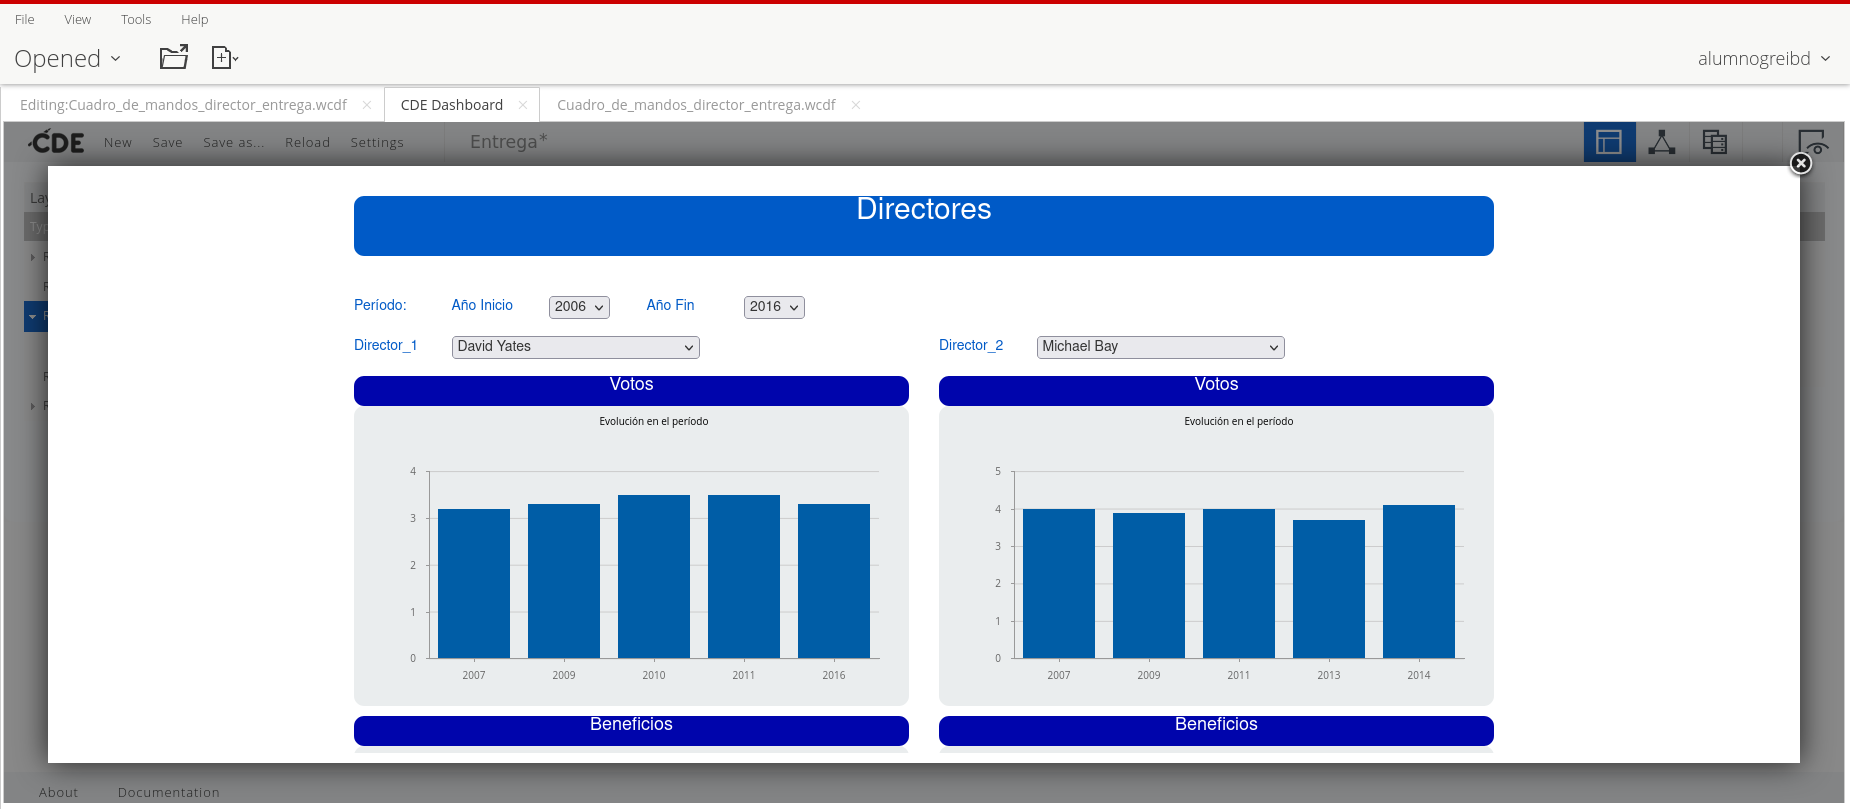 File View Tools Help
Opened
alumnogreibd
Editing:Cuadro_de_mandos_director_entrega.wcdf
CDE Dashboard
Cuadro_de_mandos_director_entrega.wcdf
CDE New Save Save as... Reload Settings Entrega*
Directores
Período: Año Inicio 2006 Año Fin 2016
Director_1 David Yates Director_2 Michael Bay
Votos Votos
Evolución en el período Evolución en el período
4 5
3 4
2 3
1 2
0 1
0
2007 2009 2010 2011 2016 2007 2009 2011 2013 2014
Beneficios Beneficios
About Documentation